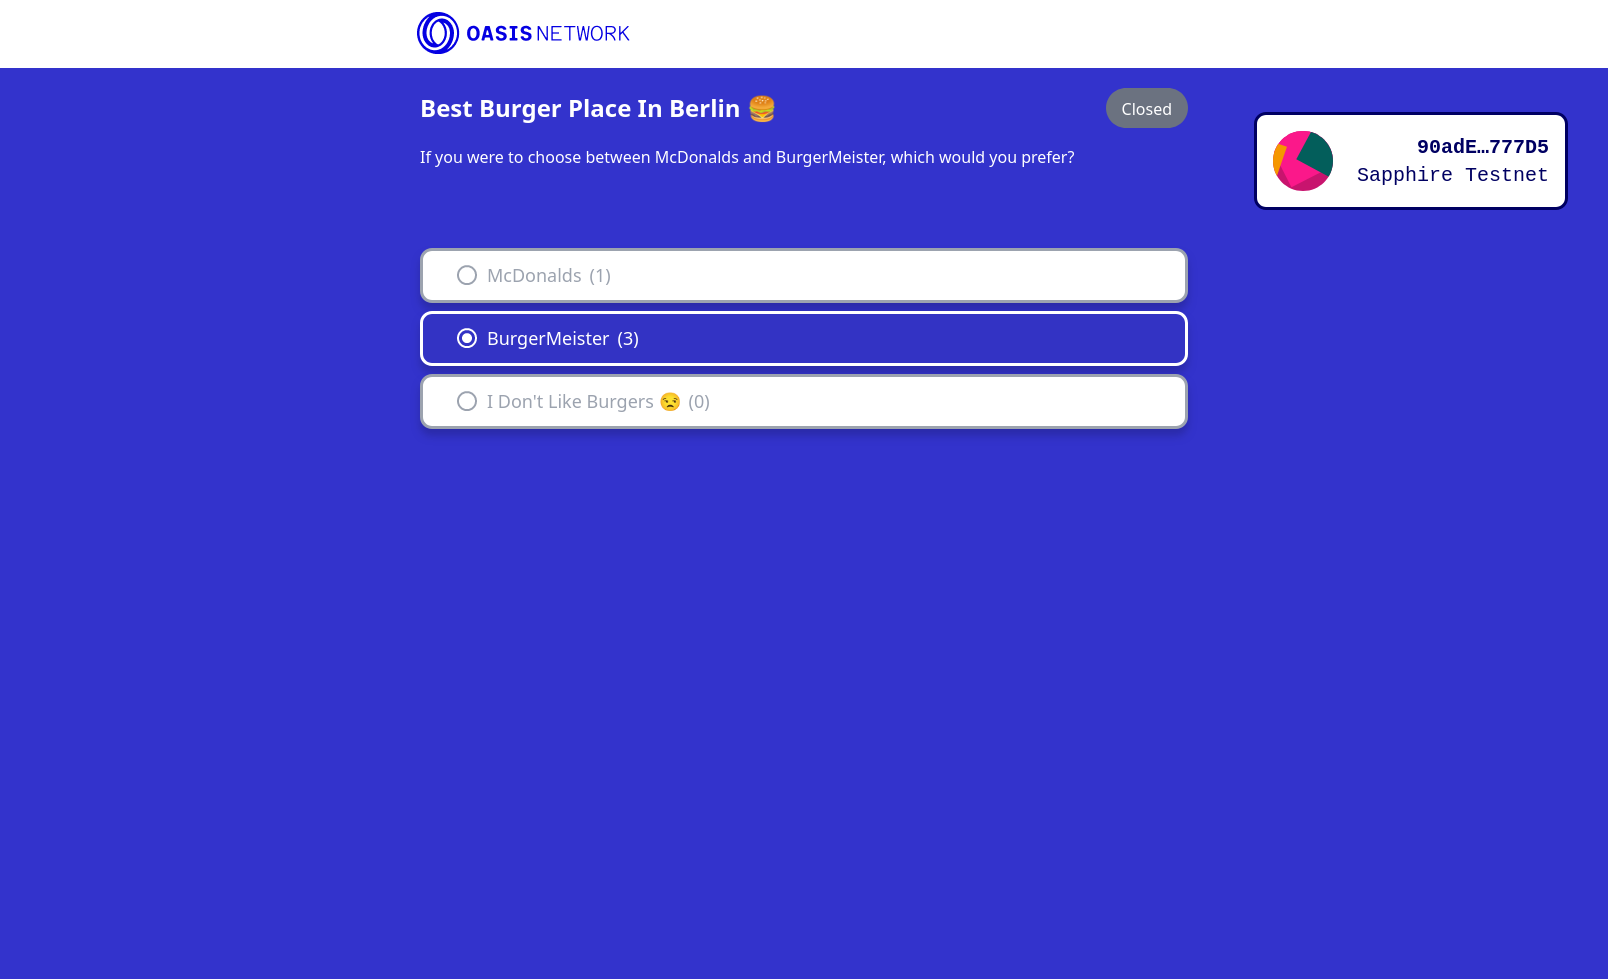 OASIS NETWORK
Best Burger Place In Berlin 🍔
Closed
If you were to choose between McDonalds and BurgerMeister, which would you prefer?
90adE…777D5
Sapphire Testnet
McDonalds (1)
BurgerMeister (3)
I Don't Like Burgers 😒 (0)